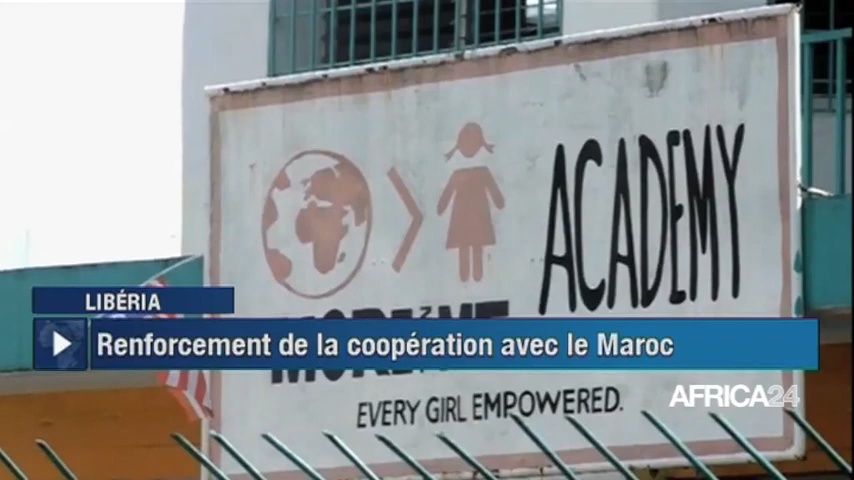 ACADEMY
LIBÉRIA
Renforcement de la coopération avec le Maroc
AFRICA24
EVERY GIRL EMPOWERED.